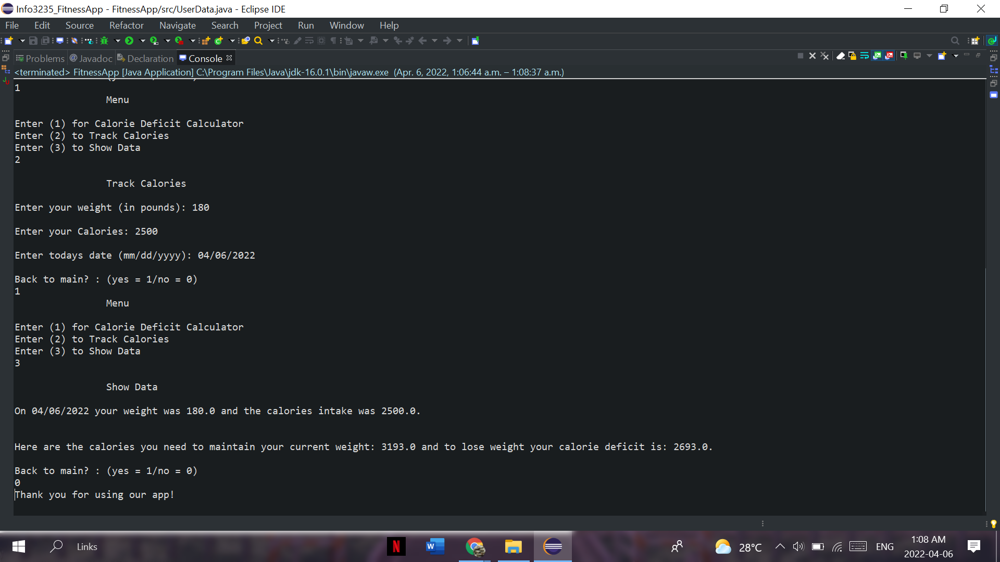 Info3235_FitnessApp - FitnessApp/src/UserData.java - Eclipse IDE
File Edit Source Refactor Navigate Search Project Run Window Help
Problems @ Javadoc Declaration Console
<terminated> FitnessApp [Java Application] C:\Program Files\Java\jdk-16.0.1\bin\javaw.exe (Apr. 6, 2022, 1:06:44 a.m. – 1:08:37 a.m.)
1
Menu
Enter (1) for Calorie Deficit Calculator
Enter (2) to Track Calories
Enter (3) to Show Data
2
Track Calories
Enter your weight (in pounds): 180
Enter your Calories: 2500
Enter todays date (mm/dd/yyyy): 04/06/2022
Back to main? : (yes = 1/no = 0)
1
Menu
Enter (1) for Calorie Deficit Calculator
Enter (2) to Track Calories
Enter (3) to Show Data
3
Show Data
On 04/06/2022 your weight was 180.0 and the calories intake was 2500.0.
Here are the calories you need to maintain your current weight: 3193.0 and to lose weight your calorie deficit is: 2693.0.
Back to main? : (yes = 1/no = 0)
0
Thank you for using our app!
Links
28°C
ENG
1:08 AM
2022-04-06